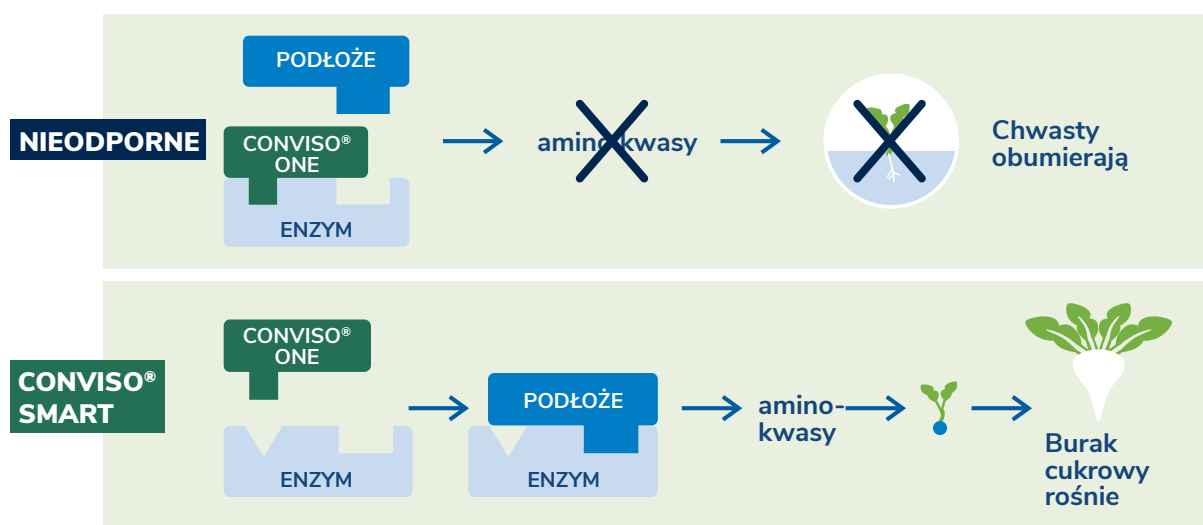 NIEODPORNE
PODŁOŻE
CONVISO®
ONE
ENZYM
aminokwasy
Chwasty
obumierają
CONVISO®
SMART
CONVISO®
ONE
ENZYM
PODŁOŻE
ENZYM
amino-
kwasy
Burak
cukrowy
rośnie